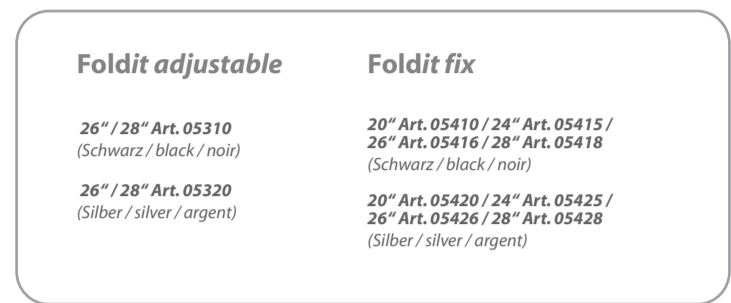 Foldit adjustable
26“ / 28“ Art. 05310
(Schwarz / black / noir)
26“ / 28“ Art. 05320
(Silber / silver / argent)
Foldit fix
20“ Art. 05410 / 24“ Art. 05415 /
26“ Art. 05416 / 28“ Art. 05418
(Schwarz / black / noir)
20“ Art. 05420 / 24“ Art. 05425 /
26“ Art. 05426 / 28“ Art. 05428
(Silber / silver / argent)